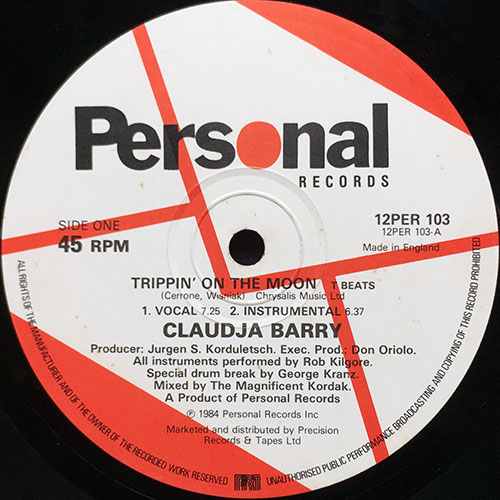 Personal
RECORDS
SIDE ONE
45 RPM
12PER 103
12PER 103-A
Made in England
TRIPPIN' ON THE MOON T BEATS
(Cerrone, Wisniak) Chrysalis Music Ltd
1. VOCAL 7.25 2. INSTRUMENTAL 6.37
CLAUDJA BARRY
Producer: Jurgen S. Korduletsch. Exec. Prod.: Don Oriolo.
All instruments performed by Rob Kilgore.
Special drum break by George Kranz.
Mixed by The Magnificent Kordak.
A Product of Personal Records
℗ 1984 Personal Records Inc
Marketed and distributed by Precision
Records & Tapes Ltd
ALL RIGHTS OF THE MANUFACTURER AND OF THE OWNER OF THE RECORDED WORK RESERVED
UNAUTHORISED PUBLIC PERFORMANCE BROADCASTING AND COPYING OF THIS RECORD PROHIBITED